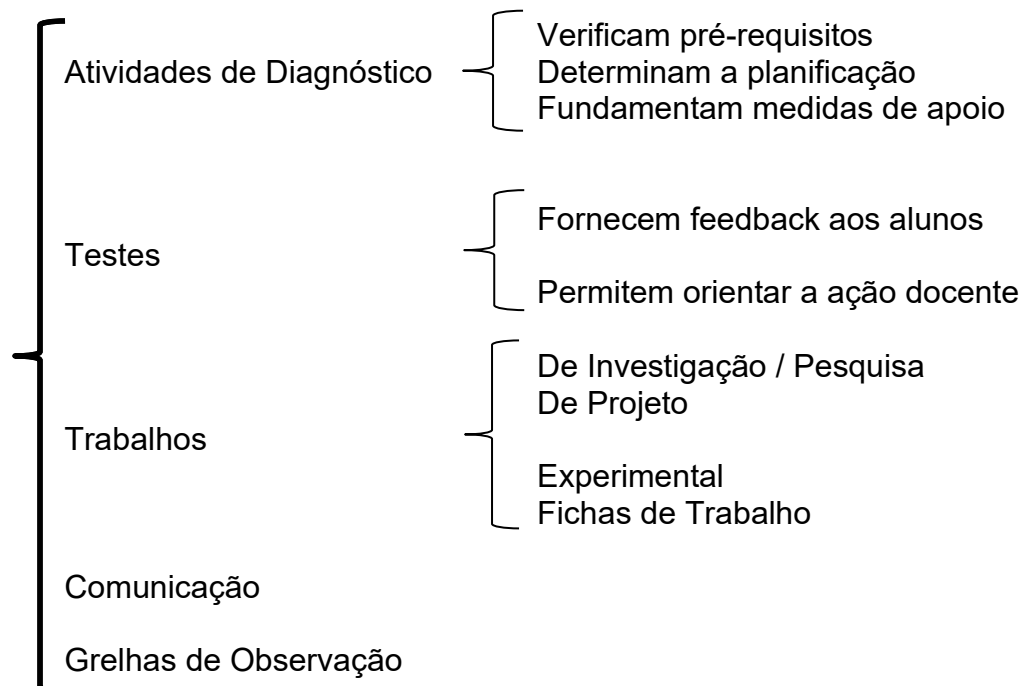 Atividades de Diagnóstico
Verificam pré-requisitos
Determinam a planificação
Fundamentam medidas de apoio
Testes
Fornecem feedback aos alunos
Permitem orientar a ação docente
Trabalhos
De Investigação / Pesquisa
De Projeto
Experimental
Fichas de Trabalho
Comunicação
Grelhas de Observação